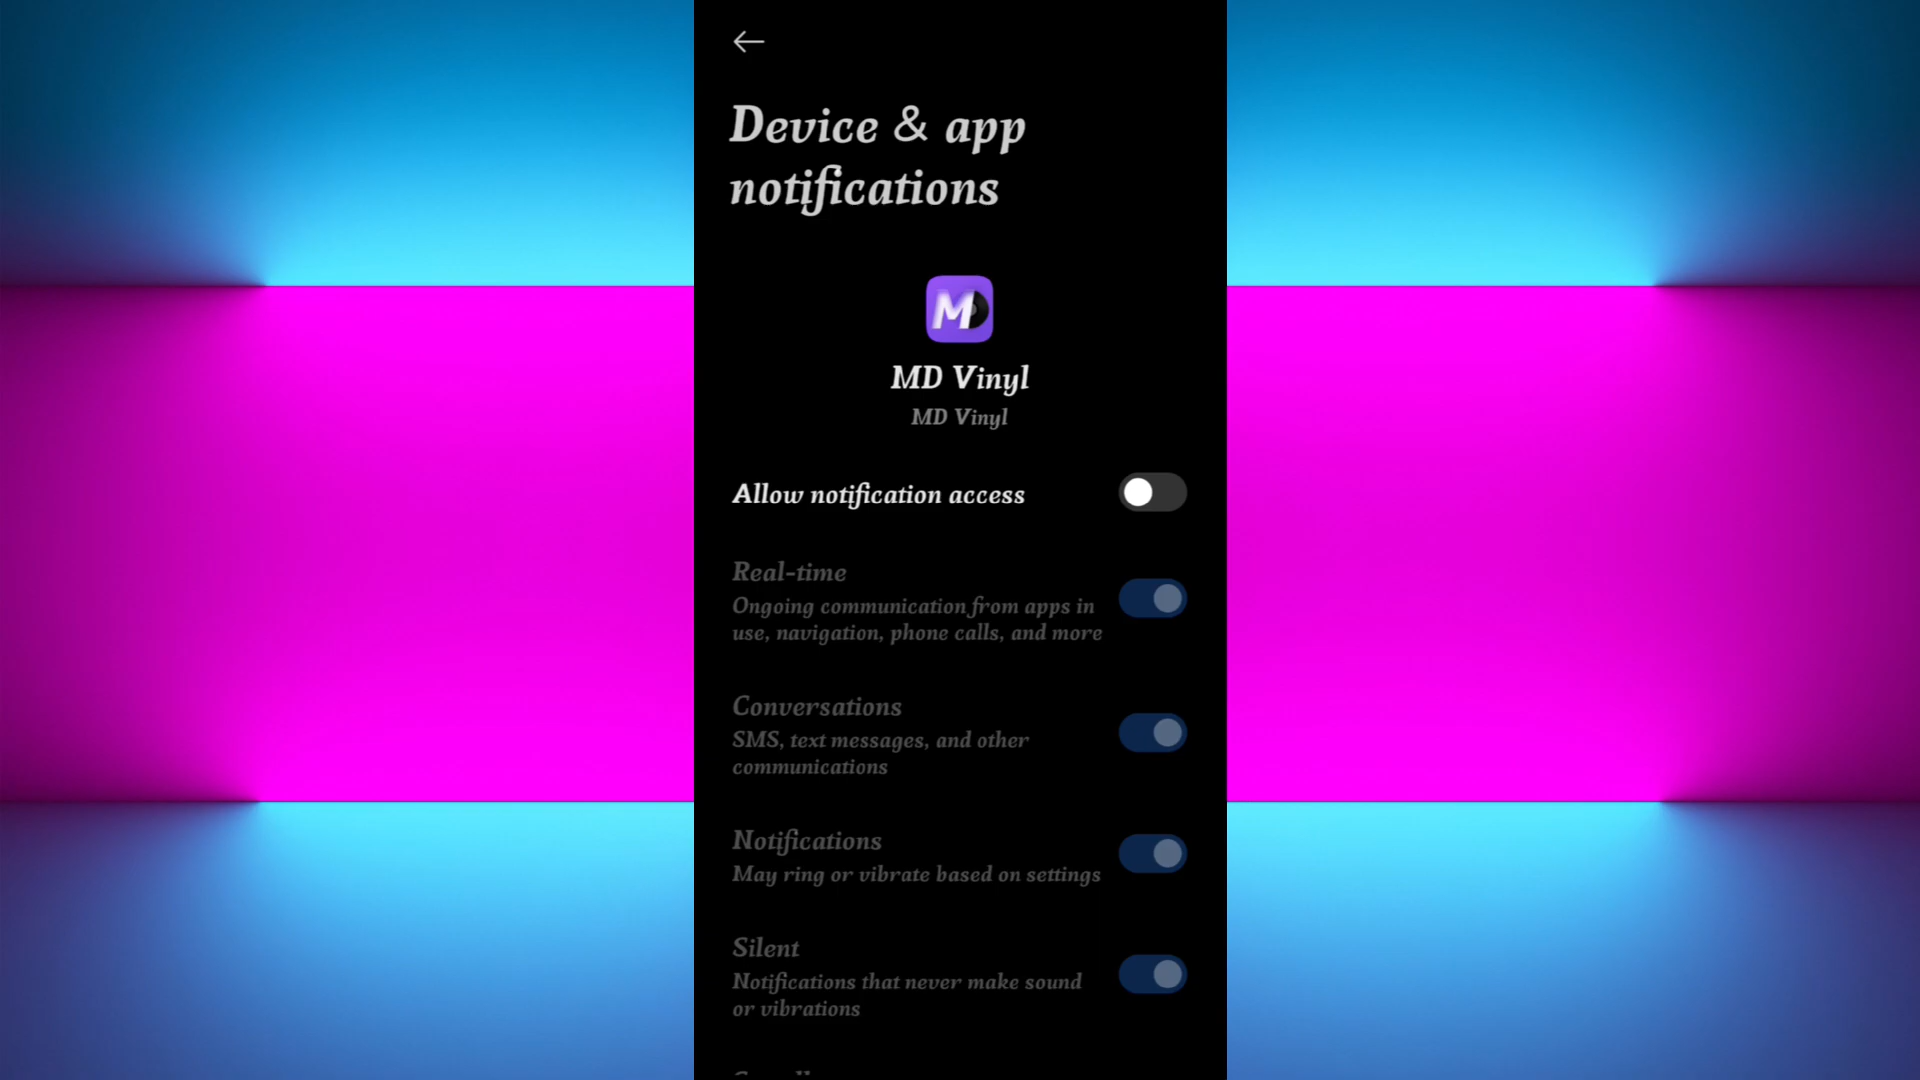 Device & app
notifications
MD
MD Vinyl
MD Vinyl
Allow notification access
Real-time
Ongoing communication from apps in
use, navigation, phone calls, and more
Conversations
SMS, text messages, and other
communications
Notifications
May ring or vibrate based on settings
Silent
Notifications that never make sound
or vibrations